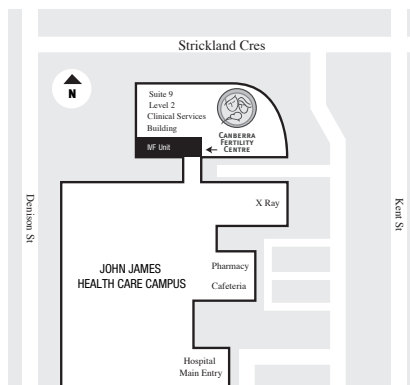 Strickland Cres
N
Suite 9
Level 2
Clinical Services
Building
IVF Unit
CANBERRA
FERTILITY
CENTRE
Denison St
Kent St
X Ray
JOHN JAMES
HEALTH CARE CAMPUS
Pharmacy
Cafeteria
Hospital
Main Entry